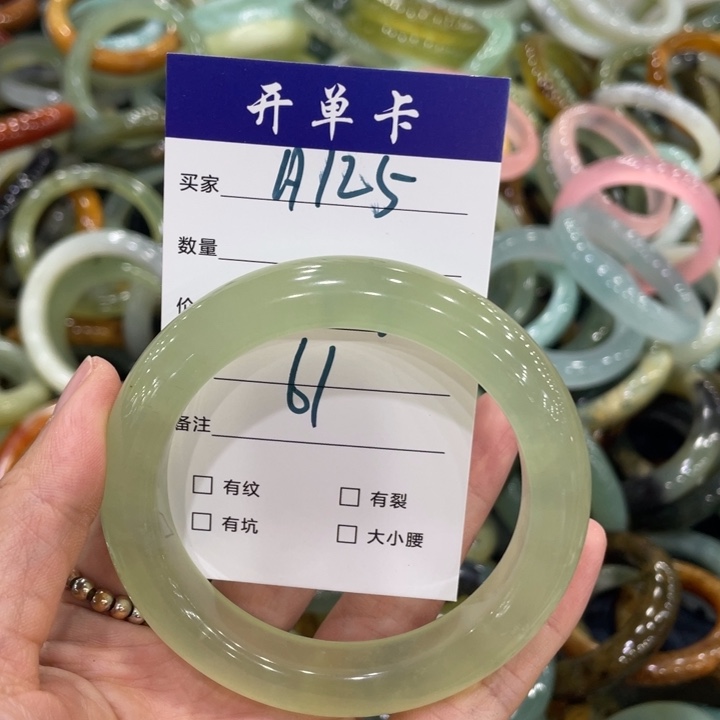 开单卡
买家 A125
数量
价
61
备注
□ 有纹 □ 有裂
□ 有坑 □ 大小腰